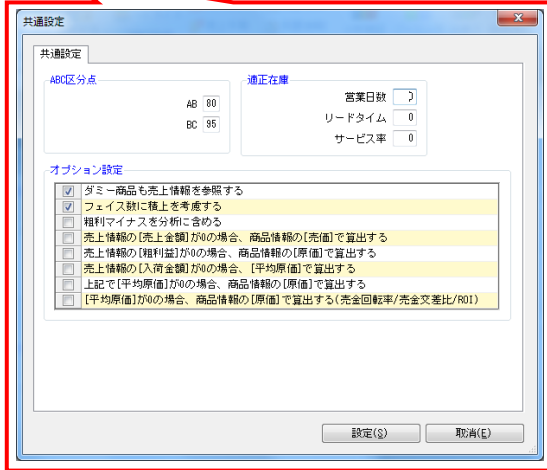 共通設定
共通設定
ABC区分点
AB 80
BC 95
適正在庫
営業日数
リードタイム 0
サービス率 0
オプション設定
ダミー商品も売上情報を参照する
フェイス数に積上を考慮する
粗利マイナスを分析に含める
売上情報の[売上金額]が0の場合、商品情報の[売価]で算出する
売上情報の[粗利益]が0の場合、商品情報の[原価]で算出する
売上情報の[入荷金額]が0の場合、[平均原価]で算出する
上記で[平均原価]が0の場合、商品情報の[原価]で算出する
[平均原価]が0の場合、商品情報の[原価]で算出する(売金回転率/売金交差比/ROI)
設定(S)
取消(E)